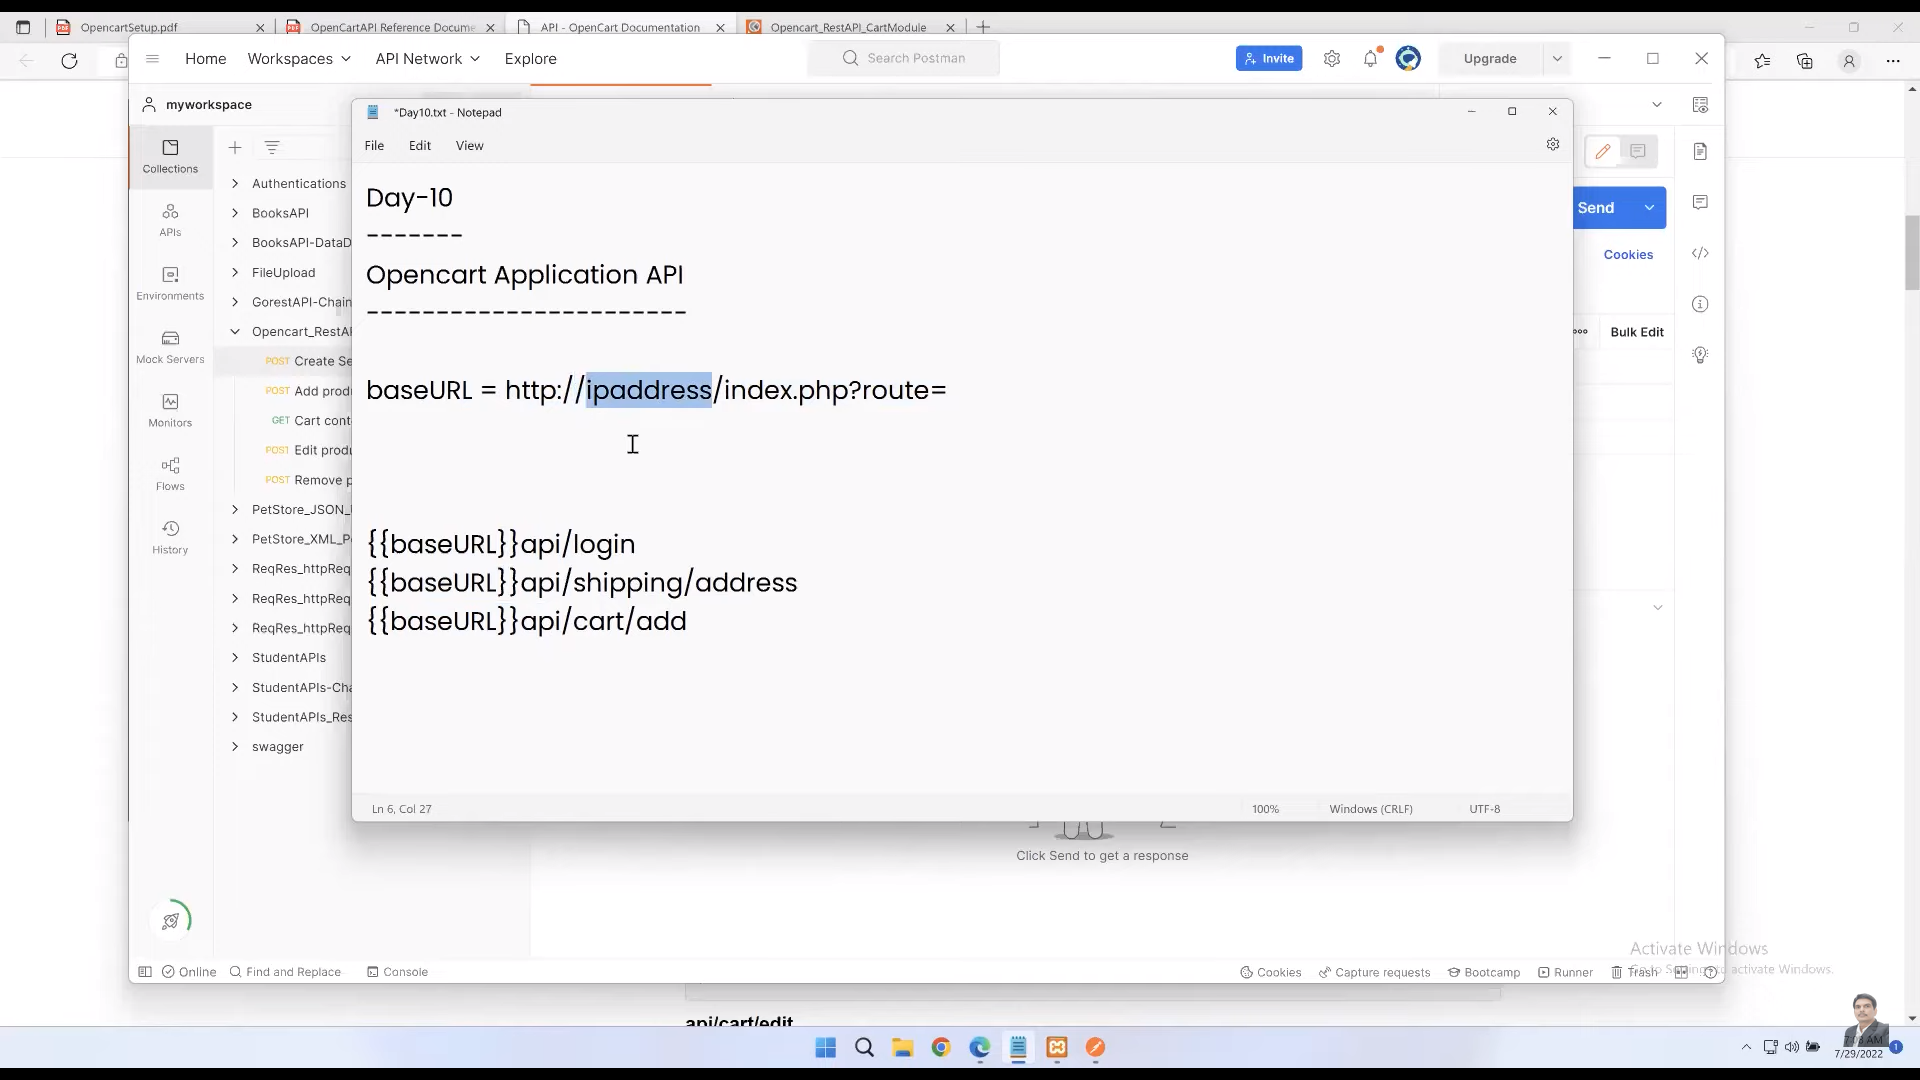 OpencartSetup.pdf
OpenCartAPI Reference Docume
API - OpenCart Documentation
Opencart_RestAPI_CartModule
Home
Workspaces
API Network
Explore
Search Postman
Invite
Upgrade
myworkspace
*Day10.txt - Notepad
File
Edit
View
Collections
APIs
Environments
Mock Servers
Monitors
Flows
History
Authentications
BooksAPI
BooksAPI-DataD
FileUpload
GorestAPI-Chain
Opencart_RestAP
POST Create Se
POST Add produ
GET Cart cont
POST Edit produ
POST Remove p
PetStore_JSON_
PetStore_XML_Po
ReqRes_httpReq
ReqRes_httpReq
ReqRes_httpReq
StudentAPIs
StudentAPIs-Cha
StudentAPIs_Res
swagger
Day-10
-------
Opencart Application API
-----------------------
baseURL = http://ipaddress/index.php?route=
{{baseURL}}api/login
{{baseURL}}api/shipping/address
{{baseURL}}api/cart/add
Ln 6, Col 27
100%
Windows (CRLF)
UTF-8
Send
Cookies
Bulk Edit
Click Send to get a response
Activate Windows
Go to Settings to activate Windows.
Online
Find and Replace
Console
Cookies
Capture requests
Bootcamp
Runner
Trash
api/cart/edit
7/29/2022
1